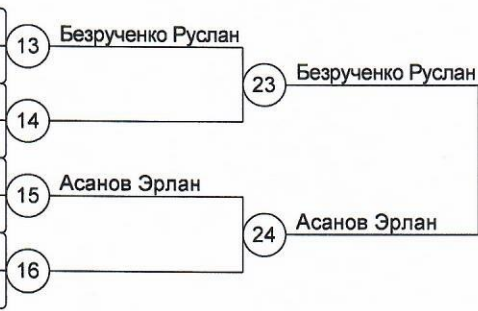 13 Безрученко Руслан
23 Безрученко Руслан
14
15 Асанов Эрлан
24 Асанов Эрлан
16